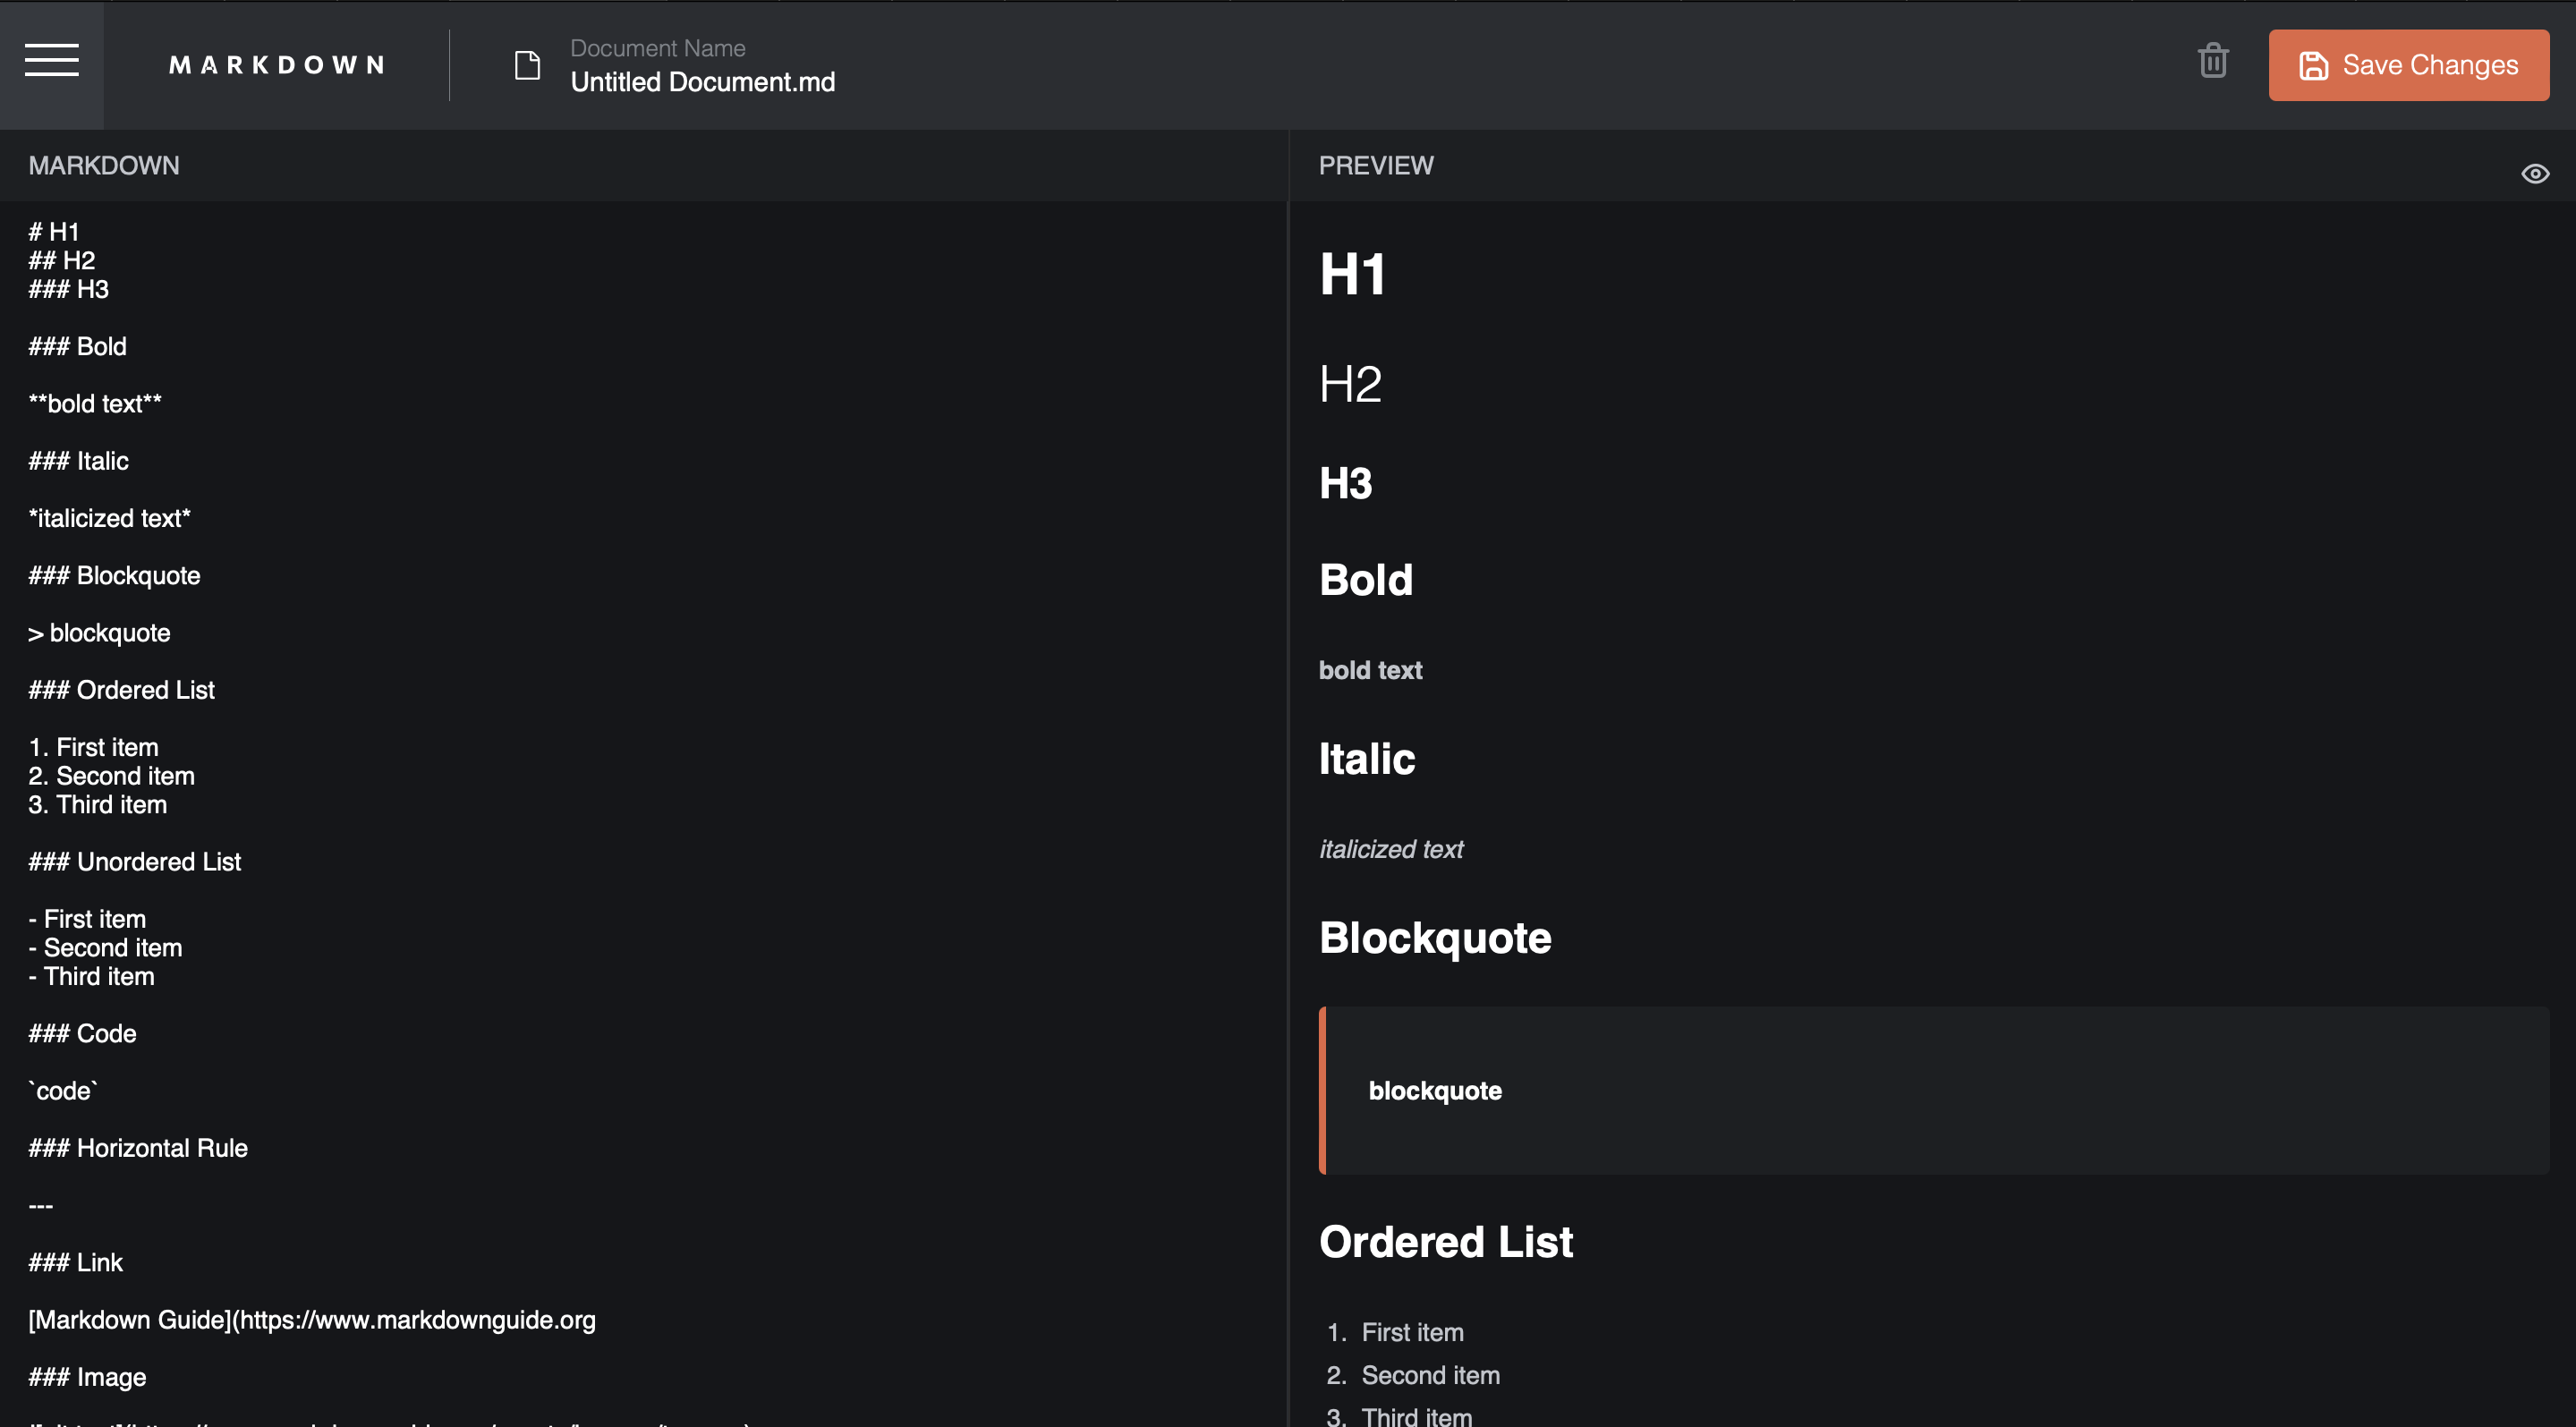 MARKDOWN
Document Name
Untitled Document.md
Save Changes
MARKDOWN
# H1
## H2
### H3
### Bold
**bold text**
### Italic
*italicized text*
### Blockquote
> blockquote
### Ordered List
1. First item
2. Second item
3. Third item
### Unordered List
- First item
- Second item
- Third item
### Code
`code`
### Horizontal Rule
---
### Link
[Markdown Guide](https://www.markdownguide.org
### Image
PREVIEW
H1
H2
H3
Bold
bold text
Italic
italicized text
Blockquote
blockquote
Ordered List
1. First item
2. Second item
3. Third item